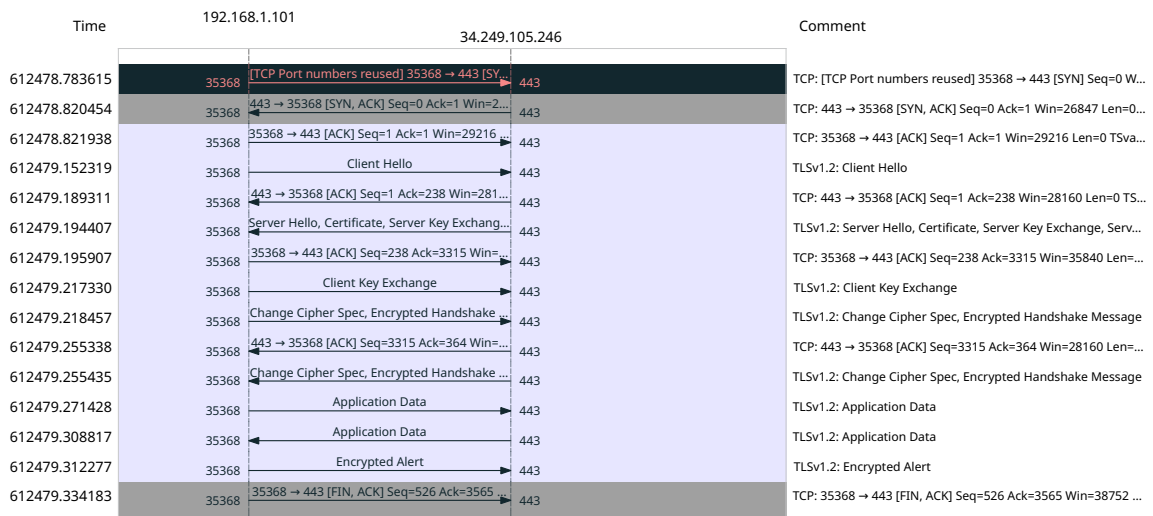 192.168.1.101
Time
Comment
34.249.105.246
612478.783615 35368 [TCP Port numbers reused] 35368 → 443 [SY… 443 TCP: [TCP Port numbers reused] 35368 → 443 [SYN] Seq=0 W…
612478.820454 35368 443 → 35368 [SYN, ACK] Seq=0 Ack=1 Win=2… 443 TCP: 443 → 35368 [SYN, ACK] Seq=0 Ack=1 Win=26847 Len=0…
612478.821938 35368 35368 → 443 [ACK] Seq=1 Ack=1 Win=29216 … 443 TCP: 35368 → 443 [ACK] Seq=1 Ack=1 Win=29216 Len=0 TSva…
612479.152319 35368 Client Hello 443 TLSv1.2: Client Hello
612479.189311 35368 443 → 35368 [ACK] Seq=1 Ack=238 Win=281… 443 TCP: 443 → 35368 [ACK] Seq=1 Ack=238 Win=28160 Len=0 TS…
612479.194407 35368 Server Hello, Certificate, Server Key Exchang… 443 TLSv1.2: Server Hello, Certificate, Server Key Exchange, Serv…
612479.195907 35368 35368 → 443 [ACK] Seq=238 Ack=3315 Win=… 443 TCP: 35368 → 443 [ACK] Seq=238 Ack=3315 Win=35840 Len=…
612479.217330 35368 Client Key Exchange 443 TLSv1.2: Client Key Exchange
612479.218457 35368 Change Cipher Spec, Encrypted Handshake … 443 TLSv1.2: Change Cipher Spec, Encrypted Handshake Message
612479.255338 35368 443 → 35368 [ACK] Seq=3315 Ack=364 Win=… 443 TCP: 443 → 35368 [ACK] Seq=3315 Ack=364 Win=28160 Len=…
612479.255435 35368 Change Cipher Spec, Encrypted Handshake … 443 TLSv1.2: Change Cipher Spec, Encrypted Handshake Message
612479.271428 35368 Application Data 443 TLSv1.2: Application Data
612479.308817 35368 Application Data 443 TLSv1.2: Application Data
612479.312277 35368 Encrypted Alert 443 TLSv1.2: Encrypted Alert
612479.334183 35368 35368 → 443 [FIN, ACK] Seq=526 Ack=3565 … 443 TCP: 35368 → 443 [FIN, ACK] Seq=526 Ack=3565 Win=38752 …